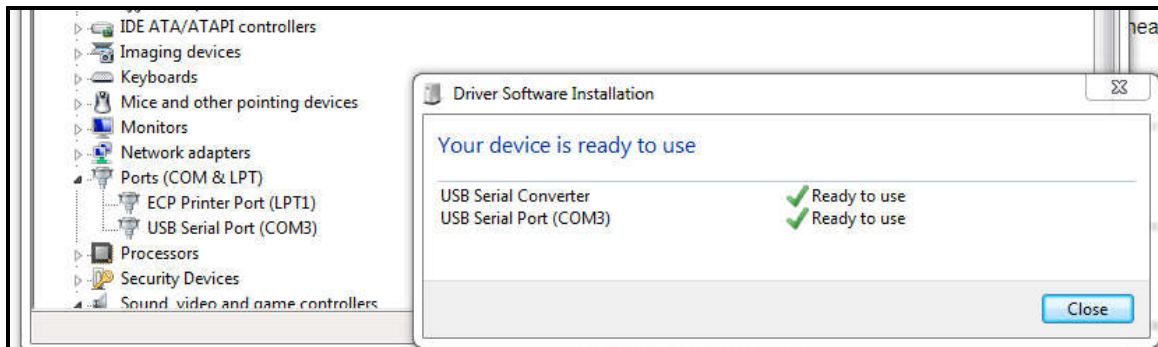 IDE ATA/ATAPI controllers
Imaging devices
Keyboards
Mice and other pointing devices
Monitors
Network adapters
Ports (COM & LPT)
ECP Printer Port (LPT1)
USB Serial Port (COM3)
Processors
Security Devices
Sound, video and game controllers
Driver Software Installation
Your device is ready to use
USB Serial Converter Ready to use
USB Serial Port (COM3) Ready to use
Close